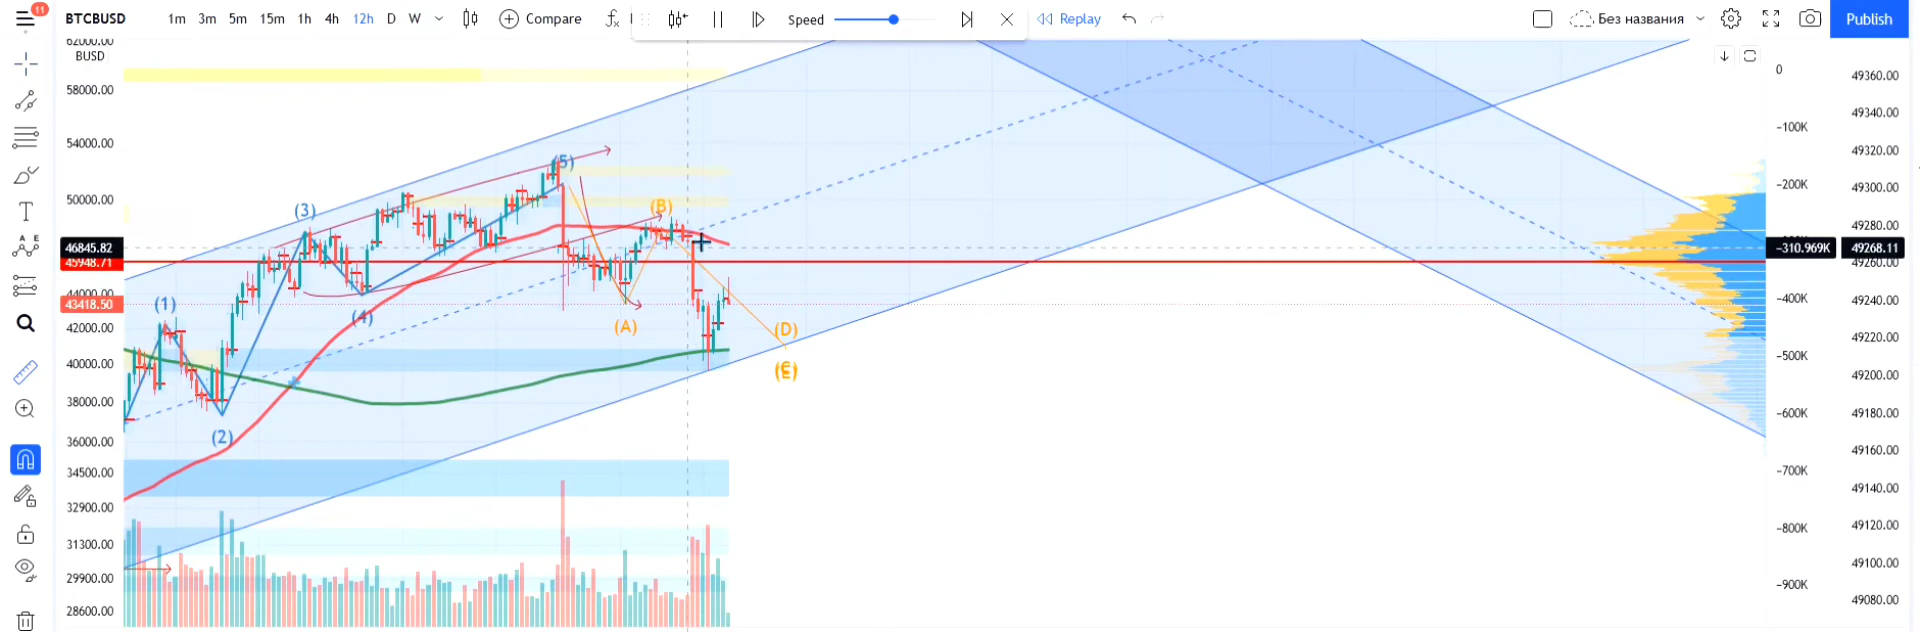 11
BTCBUSD 1m 3m 5m 15m 1h 4h 12h D W Compare Speed Replay Без названия Publish
62000.00
BUSD
58000.00
54000.00
50000.00
46845.82
45948.71
44000.00
43418.50
42000.00
40000.00
38000.00
36000.00
34500.00
32900.00
31300.00
29900.00
28600.00
(1)
(2)
(3)
(4)
(5)
(A)
(B)
(D)
0
−100K
−200K
−310.969K
−400K
−500K
−600K
−700K
−800K
−900K
49360.00
49340.00
49320.00
49300.00
49280.00
49268.11
49260.00
49240.00
49220.00
49200.00
49180.00
49160.00
49140.00
49120.00
49100.00
49080.00